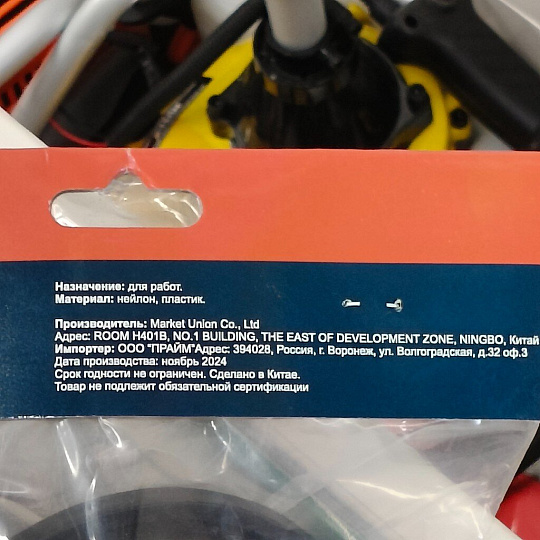 Назначение: для работ.
Материал: нейлон, пластик.
Производитель: Market Union Co., Ltd
Адрес: ROOM H401B, NO.1 BUILDING, THE EAST OF DEVELOPMENT ZONE, NINGBO, Китай
Импортер: ООО "ПРАЙМ"Адрес: 394028, Россия, г. Воронеж, ул. Волгоградская, д.32 оф.3
Дата производства: ноябрь 2024
Срок годности не ограничен. Сделано в Китае.
Товар не подлежит обязательной сертификации